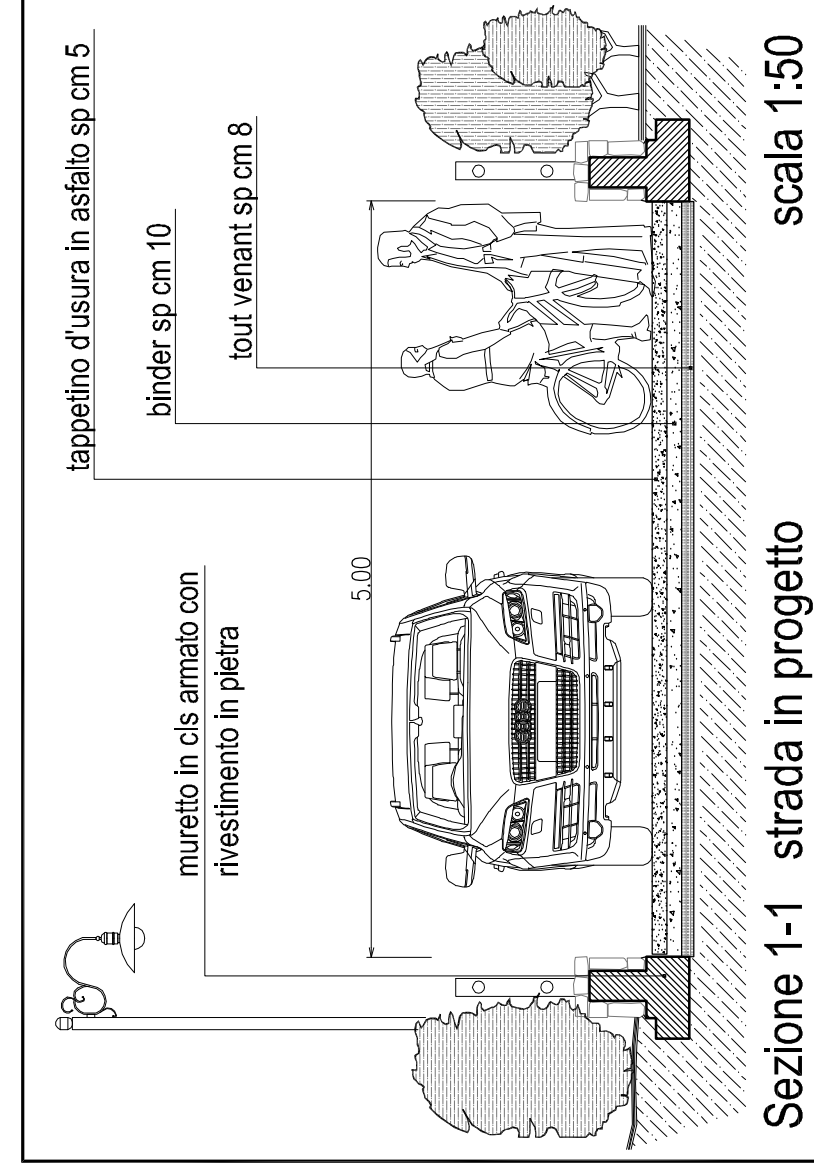 tappetino d'usura in asfalto sp cm 5
binder sp cm 10
tout venant sp cm 8
muretto in cls armato con
rivestimento in pietra
5.00
Sezione 1-1 strada in progetto
scala 1:50